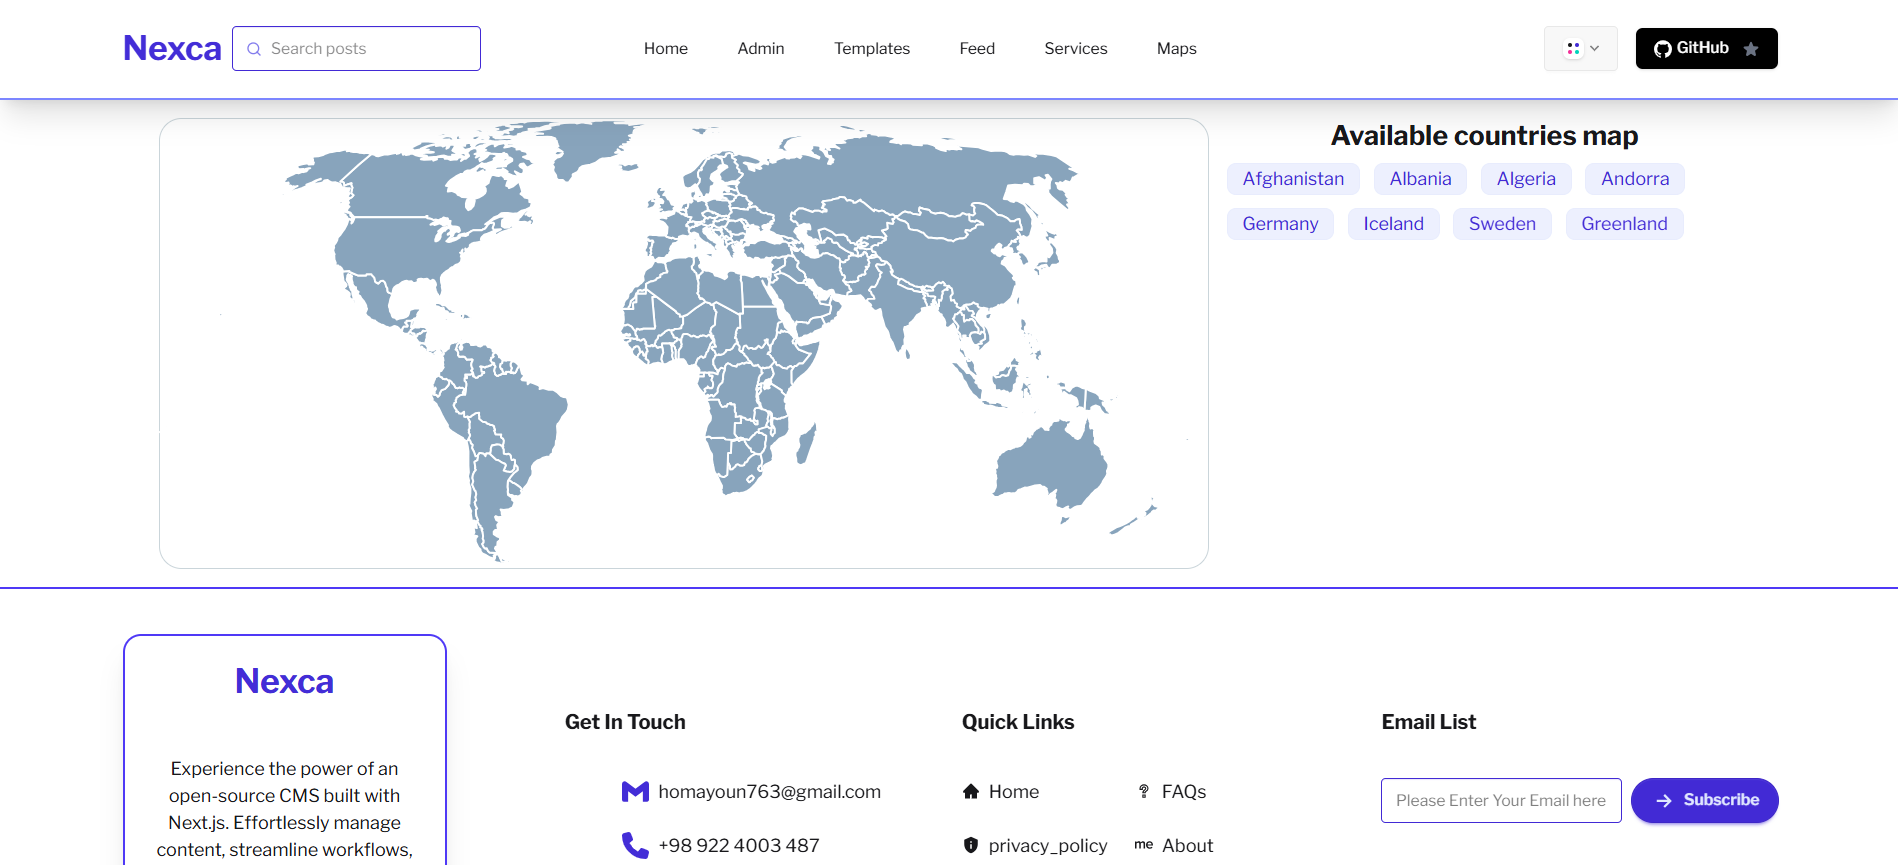 Nexca
Search posts
Home Admin Templates Feed Services Maps
GitHub
Available countries map
Afghanistan Albania Algeria Andorra
Germany Iceland Sweden Greenland
Nexca
Experience the power of an
open-source CMS built with
Next.js. Effortlessly manage
content, streamline workflows,
Get In Touch
homayoun763@gmail.com
+98 922 4003 487
Quick Links
Home
FAQs
privacy_policy
me About
Email List
Please Enter Your Email here
Subscribe